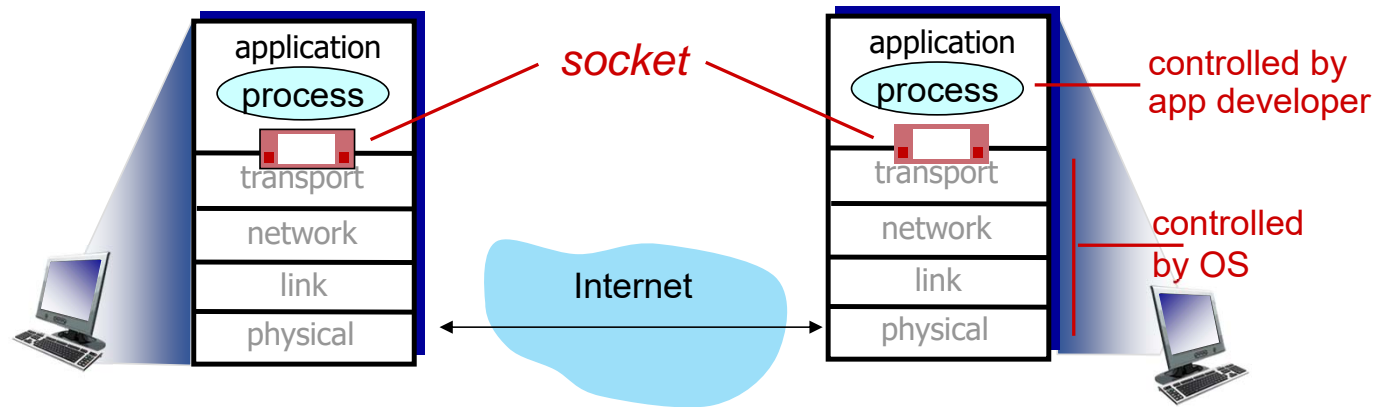 application
process
transport
network
link
physical
socket
Internet
application
process
transport
network
link
physical
controlled by
app developer
controlled
by OS